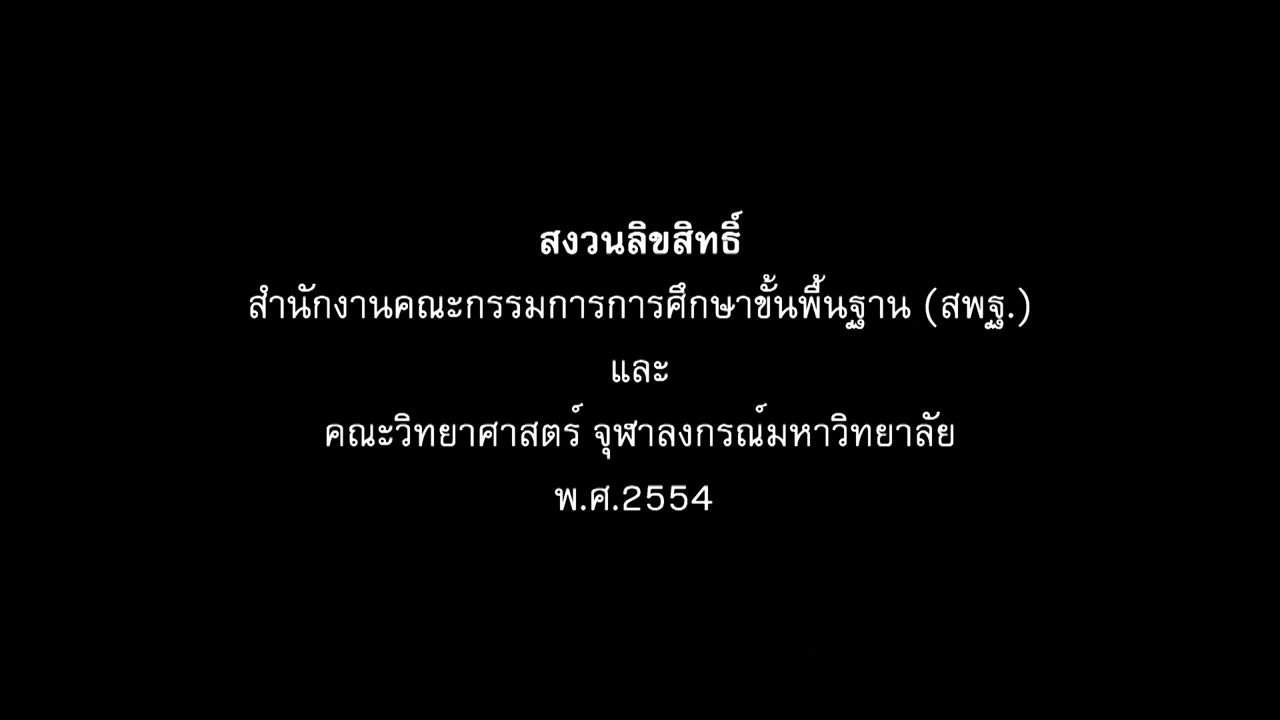 สงวนลิขสิทธิ์
สำนักงานคณะกรรมการการศึกษาขั้นพื้นฐาน (สพฐ.)
และ
คณะวิทยาศาสตร์ จุฬาลงกรณ์มหาวิทยาลัย
พ.ศ.2554